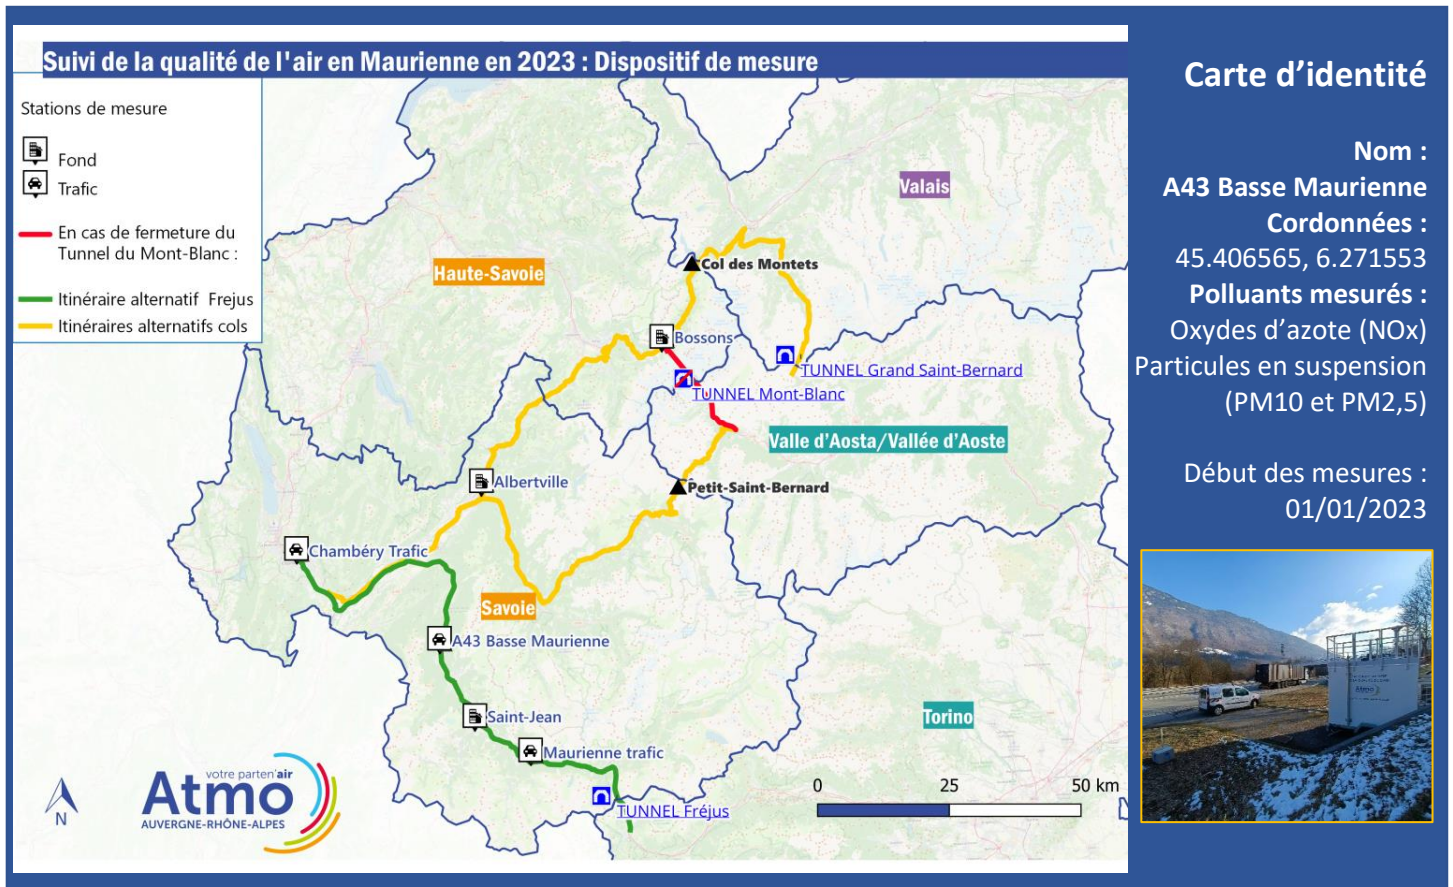 Suivi de la qualité de l'air en Maurienne en 2023 : Dispositif de mesure
Stations de mesure
Fond
Trafic
En cas de fermeture du
Tunnel du Mont-Blanc :
Itinéraire alternatif Frejus
Itinéraires alternatifs cols
Valais
Haute-Savoie
Col des Montets
Bossons
TUNNEL Grand Saint-Bernard
TUNNEL Mont-Blanc
Valle d'Aosta/Vallée d'Aoste
Albertville
Petit-Saint-Bernard
Chambéry Trafic
Savoie
A43 Basse Maurienne
Saint-Jean
Torino
Maurienne trafic
TUNNEL Fréjus
0 25 50 km
N
votre parten'air
Atmo
AUVERGNE-RHÔNE-ALPES
Carte d’identité
Nom :
A43 Basse Maurienne
Cordonnées :
45.406565, 6.271553
Polluants mesurés :
Oxydes d’azote (NOx)
Particules en suspension
(PM10 et PM2,5)
Début des mesures :
01/01/2023
Atmo